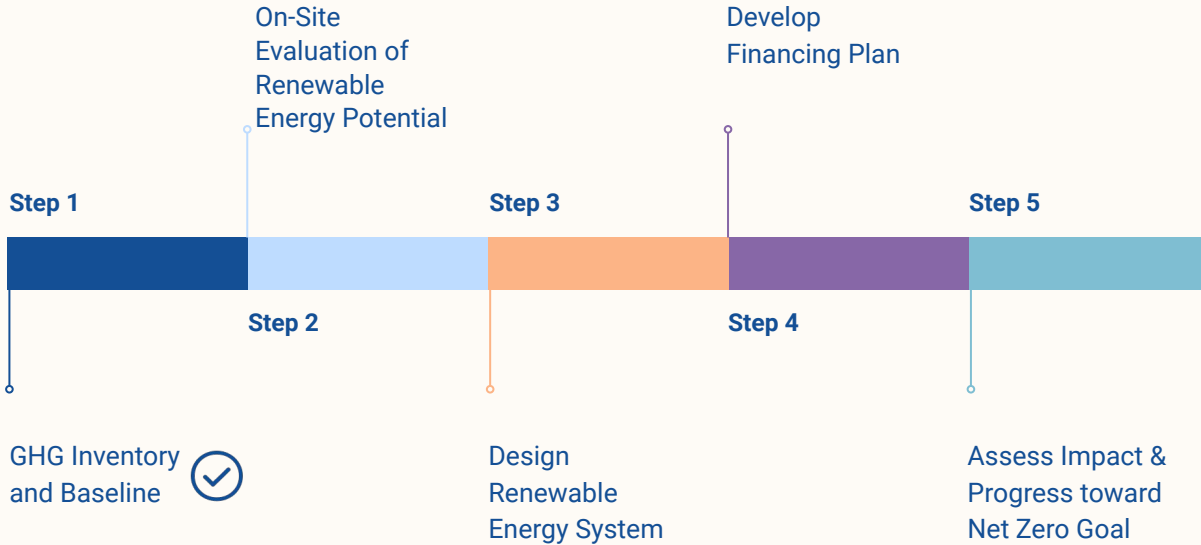 On-Site
Evaluation of
Renewable
Energy Potential
Develop
Financing Plan
Step 1
Step 3
Step 5
Step 2
Step 4
GHG Inventory
and Baseline
Design
Renewable
Energy System
Assess Impact &
Progress toward
Net Zero Goal